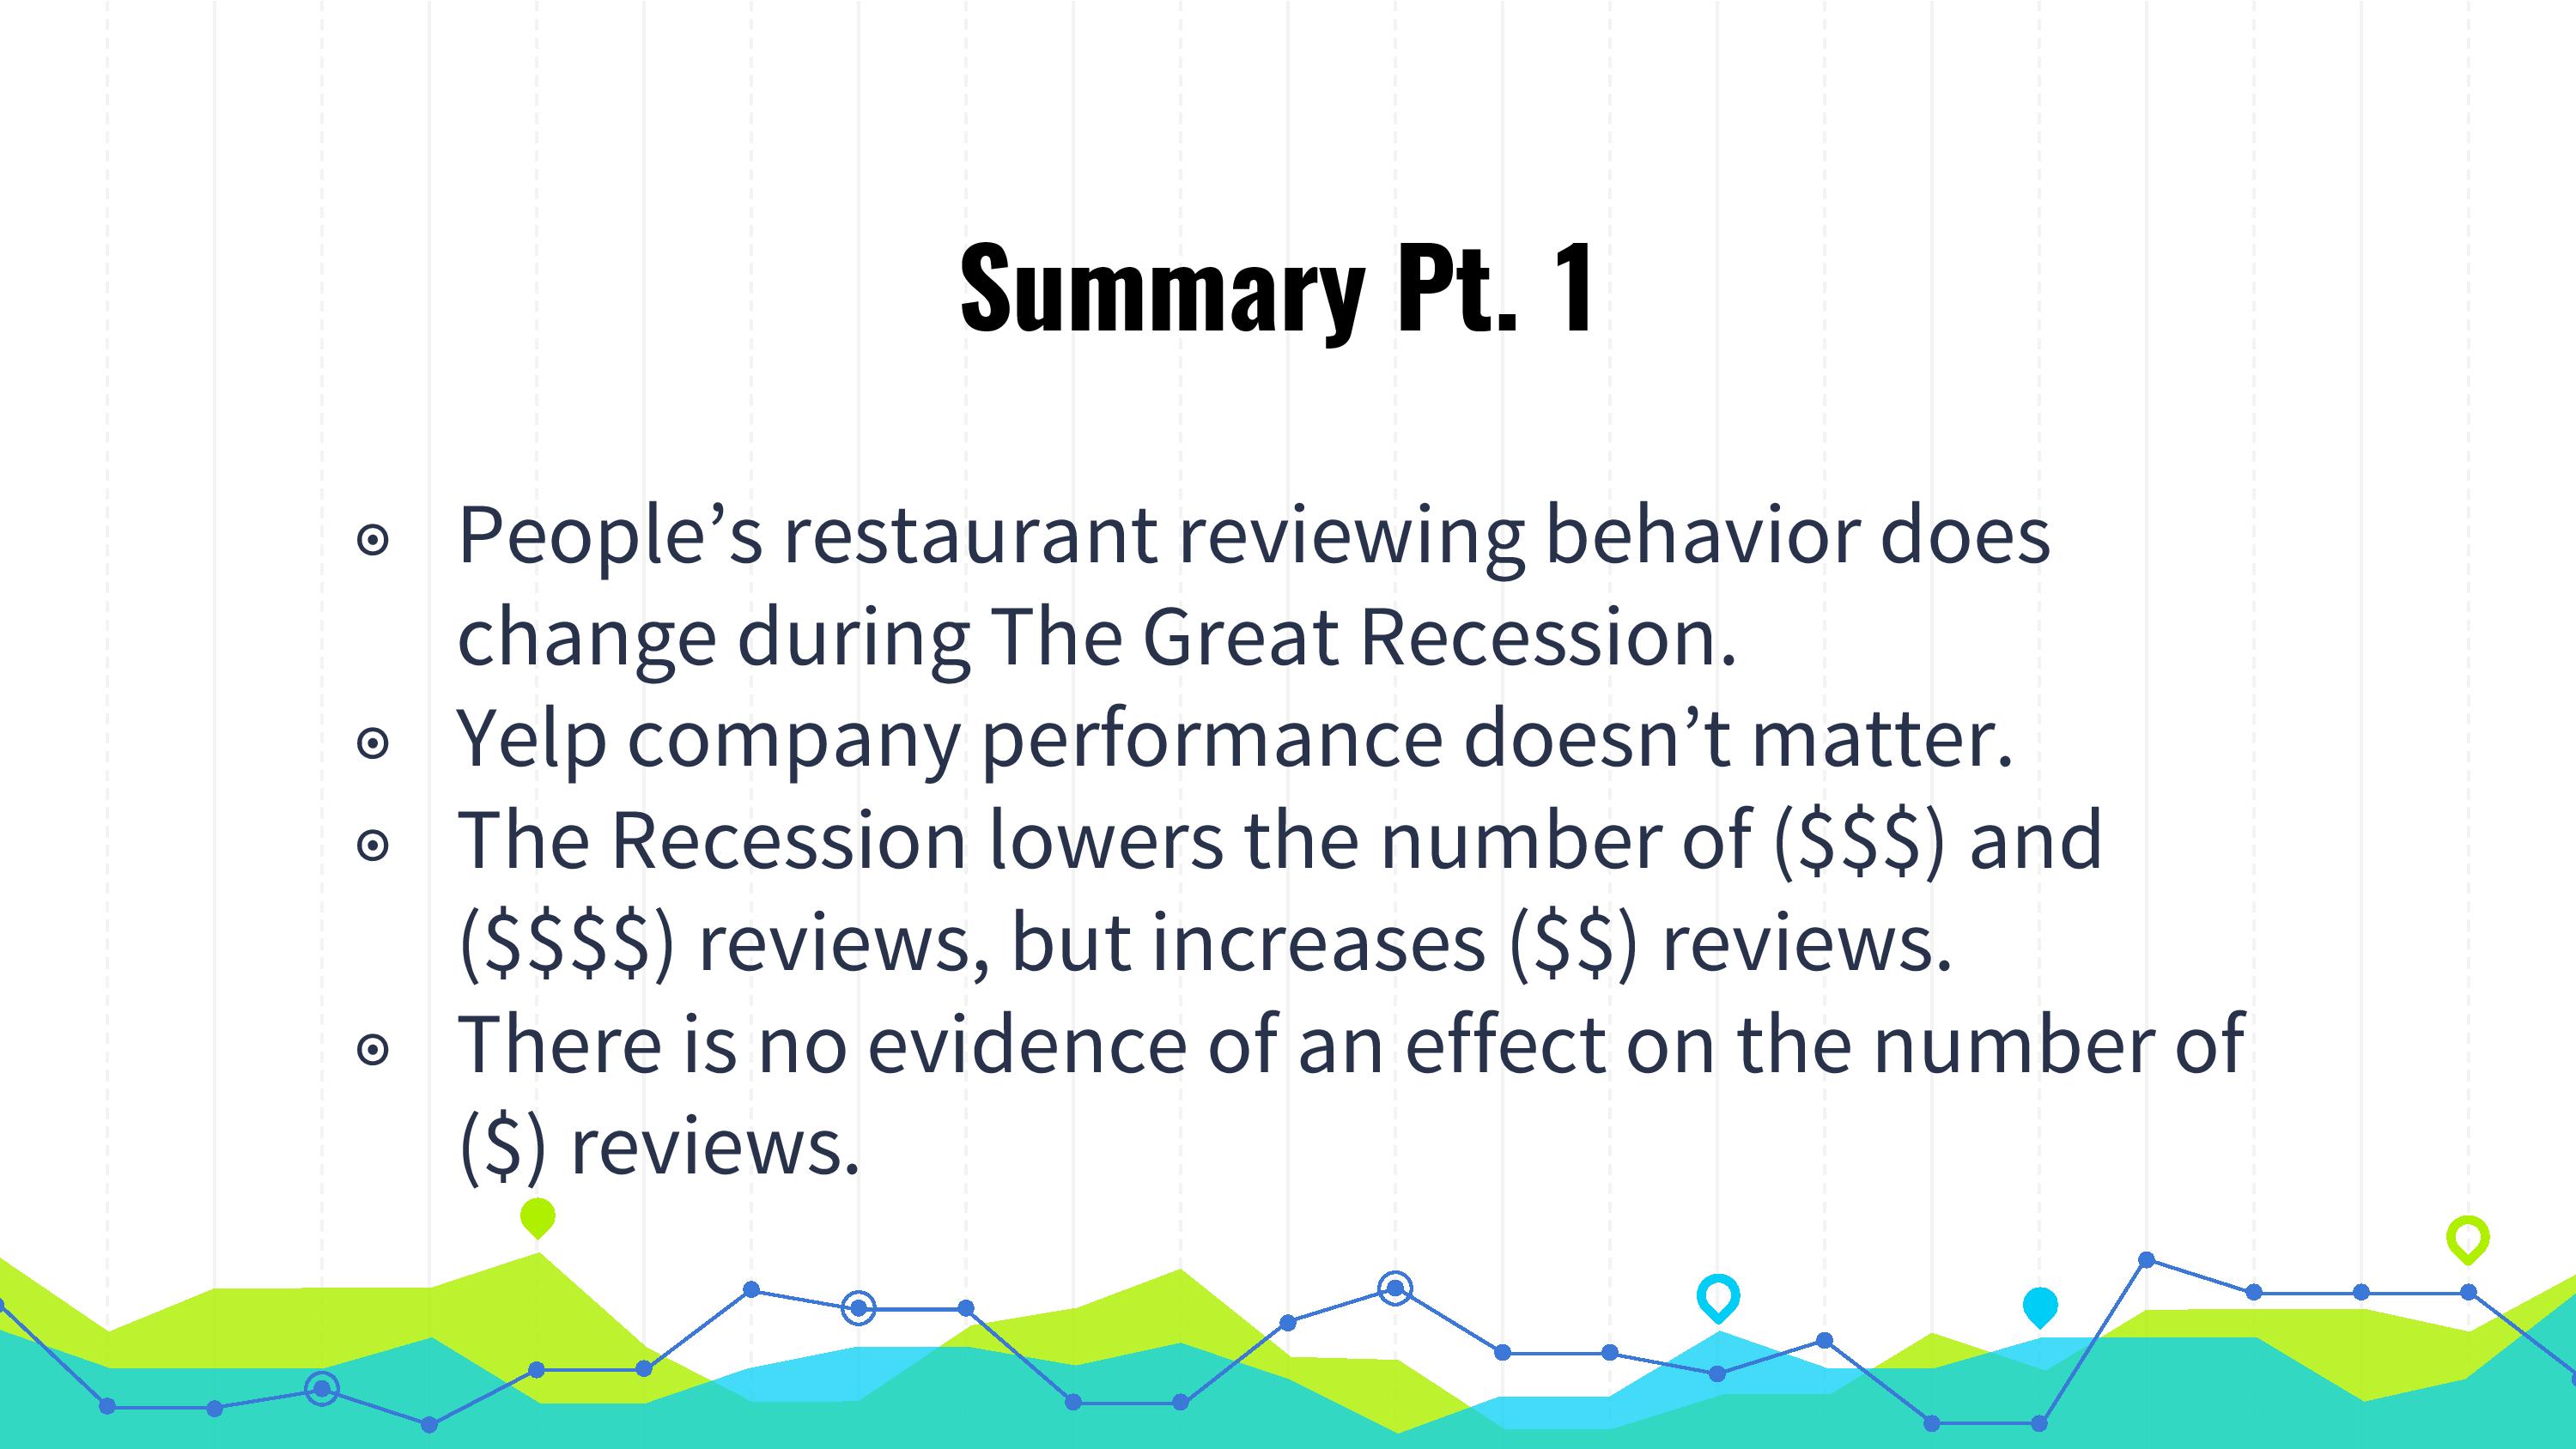 Summary Pt. 1
People’s restaurant reviewing behavior does
change during The Great Recession.
Yelp company performance doesn’t matter.
The Recession lowers the number of ($$$) and
($$$$) reviews, but increases ($$) reviews.
There is no evidence of an effect on the number of
($) reviews.